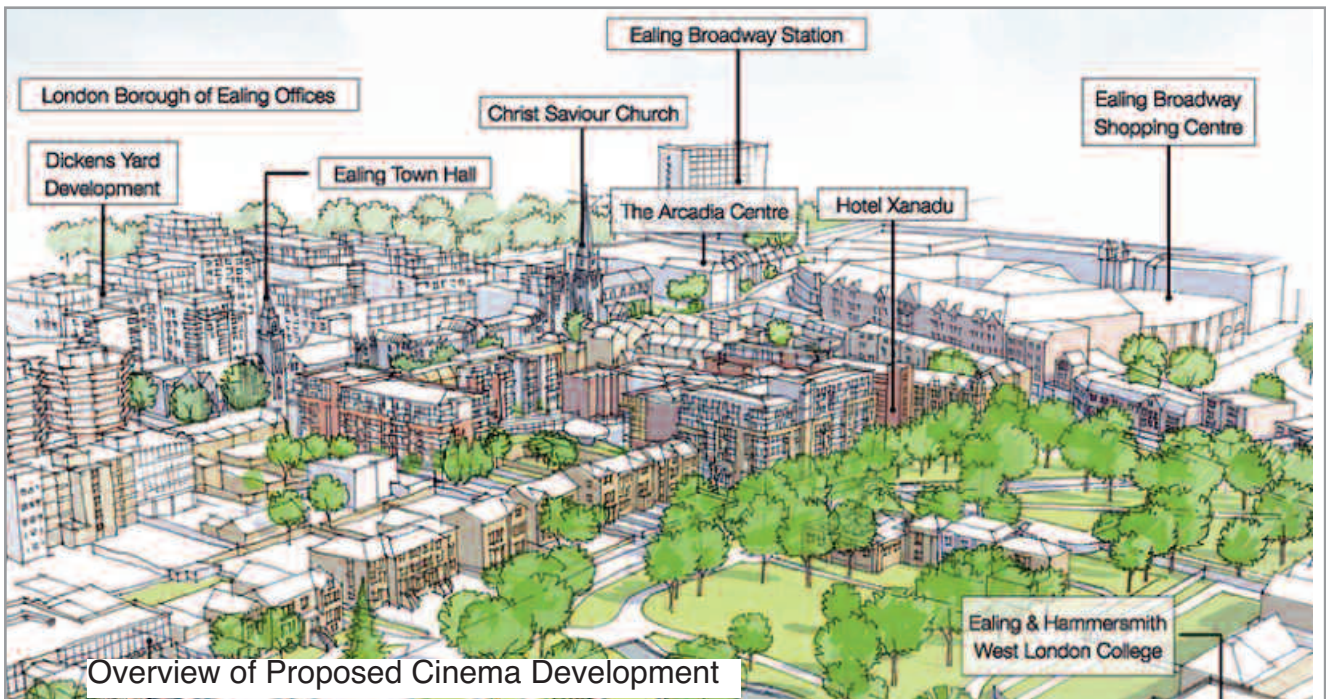 Ealing Broadway Station
London Borough of Ealing Offices
Christ Saviour Church
Ealing Broadway
Shopping Centre
Dickens Yard
Development
Ealing Town Hall
The Arcadia Centre
Hotel Xanadu
Ealing & Hammersmith
West London College
Overview of Proposed Cinema Development